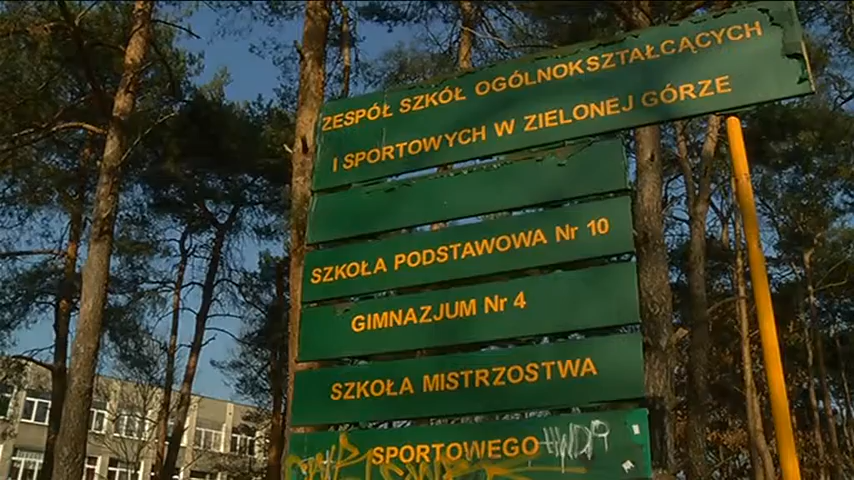 ZESPÓŁ SZKÓŁ OGÓLNOKSZTAŁCĄCYCH
I SPORTOWYCH W ZIELONEJ GÓRZE
SZKOŁA PODSTAWOWA Nr 10
GIMNAZJUM Nr 4
SZKOŁA MISTRZOSTWA
SPORTOWEGO